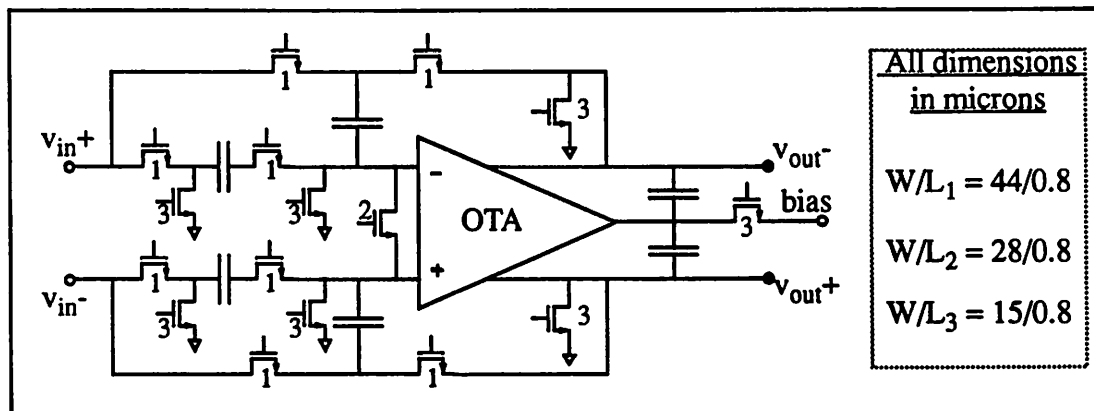 1
1
3
All dimensions
in microns
v_in+
1
1
3
3
2
-
OTA
+
v_out-
bias
3
W/L_1 = 44/0.8
v_in-
1
1
3
3
3
v_out+
W/L_2 = 28/0.8
W/L_3 = 15/0.8
1
1